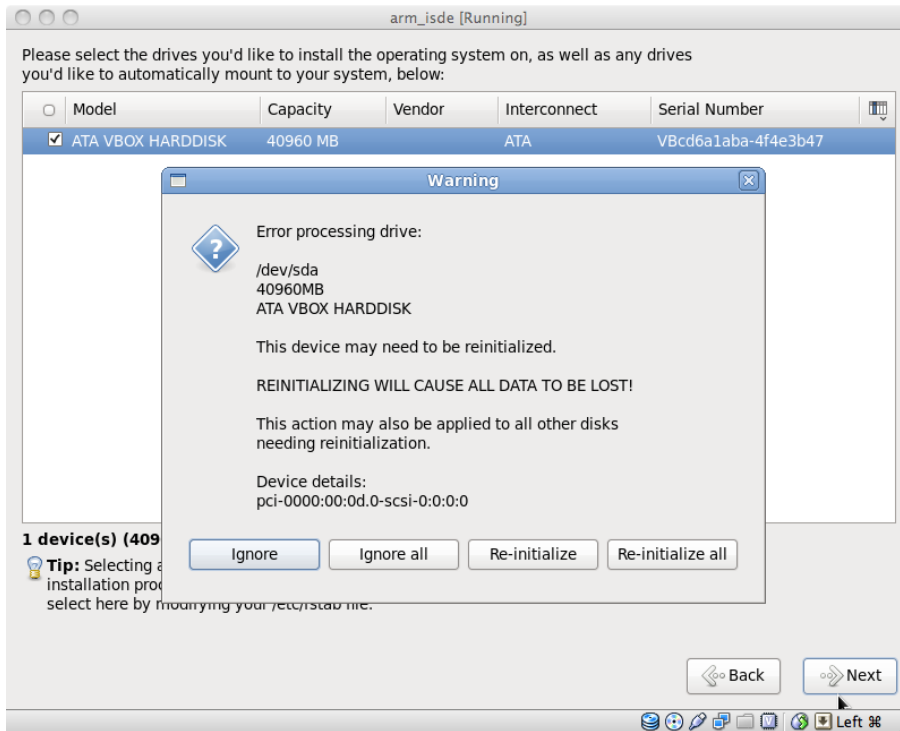 arm_isde [Running]
Please select the drives you'd like to install the operating system on, as well as any drives
you'd like to automatically mount to your system, below:
Model Capacity Vendor Interconnect Serial Number
ATA VBOX HARDDISK 40960 MB ATA VBcd6a1aba-4f4e3b47
Warning
Error processing drive:
/dev/sda
40960MB
ATA VBOX HARDDISK
This device may need to be reinitialized.
REINITIALIZING WILL CAUSE ALL DATA TO BE LOST!
This action may also be applied to all other disks
needing reinitialization.
Device details:
pci-0000:00:0d.0-scsi-0:0:0:0
Ignore Ignore all Re-initialize Re-initialize all
1 device(s) (409
Tip: Selecting a
installation pro
select here by modifying your /etc/fstab file.
Back Next
Left ⌘